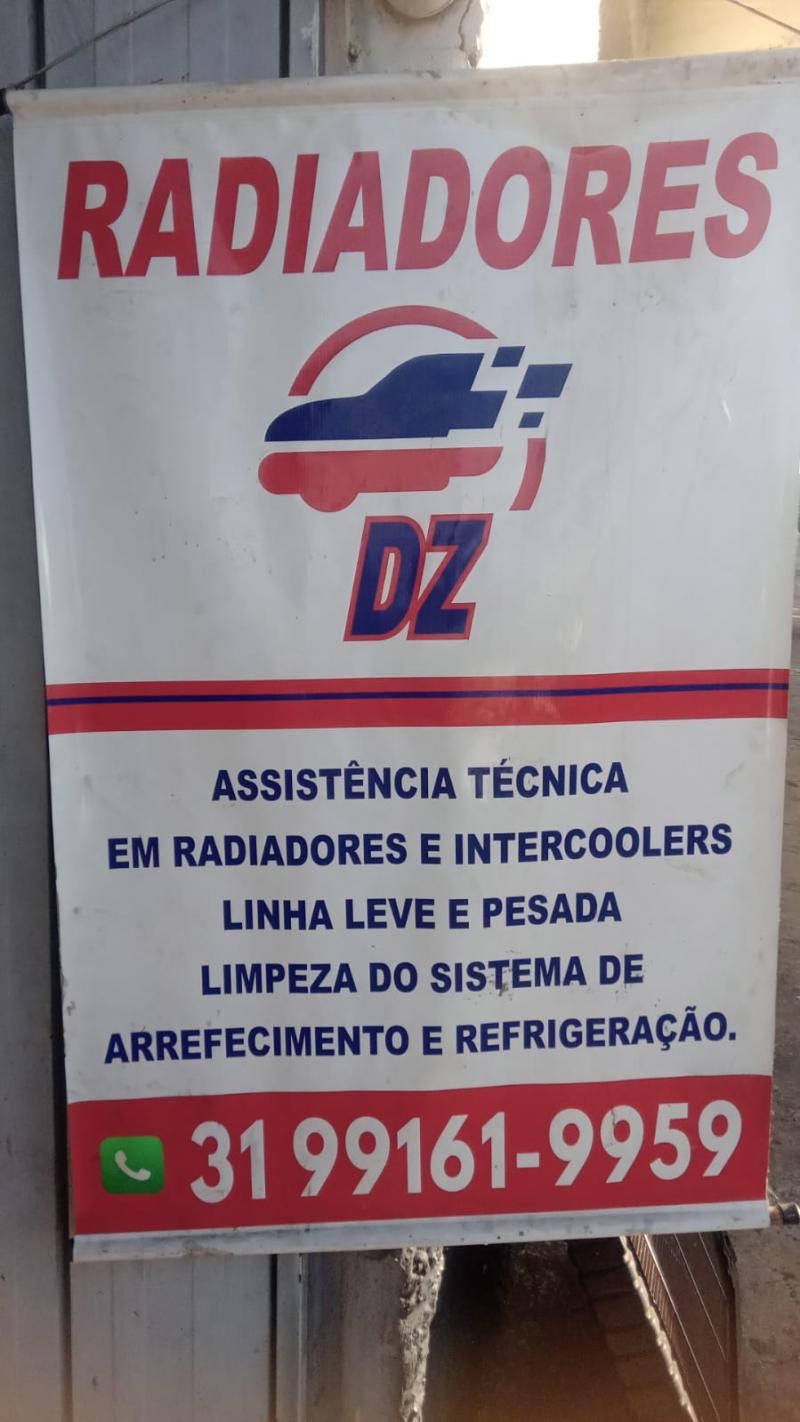 RADIADORES
DZ
ASSISTÊNCIA TÉCNICA
EM RADIADORES E INTERCOOLERS
LINHA LEVE E PESADA
LIMPEZA DO SISTEMA DE
ARREFECIMENTO E REFRIGERAÇÃO.
31 99161-9959